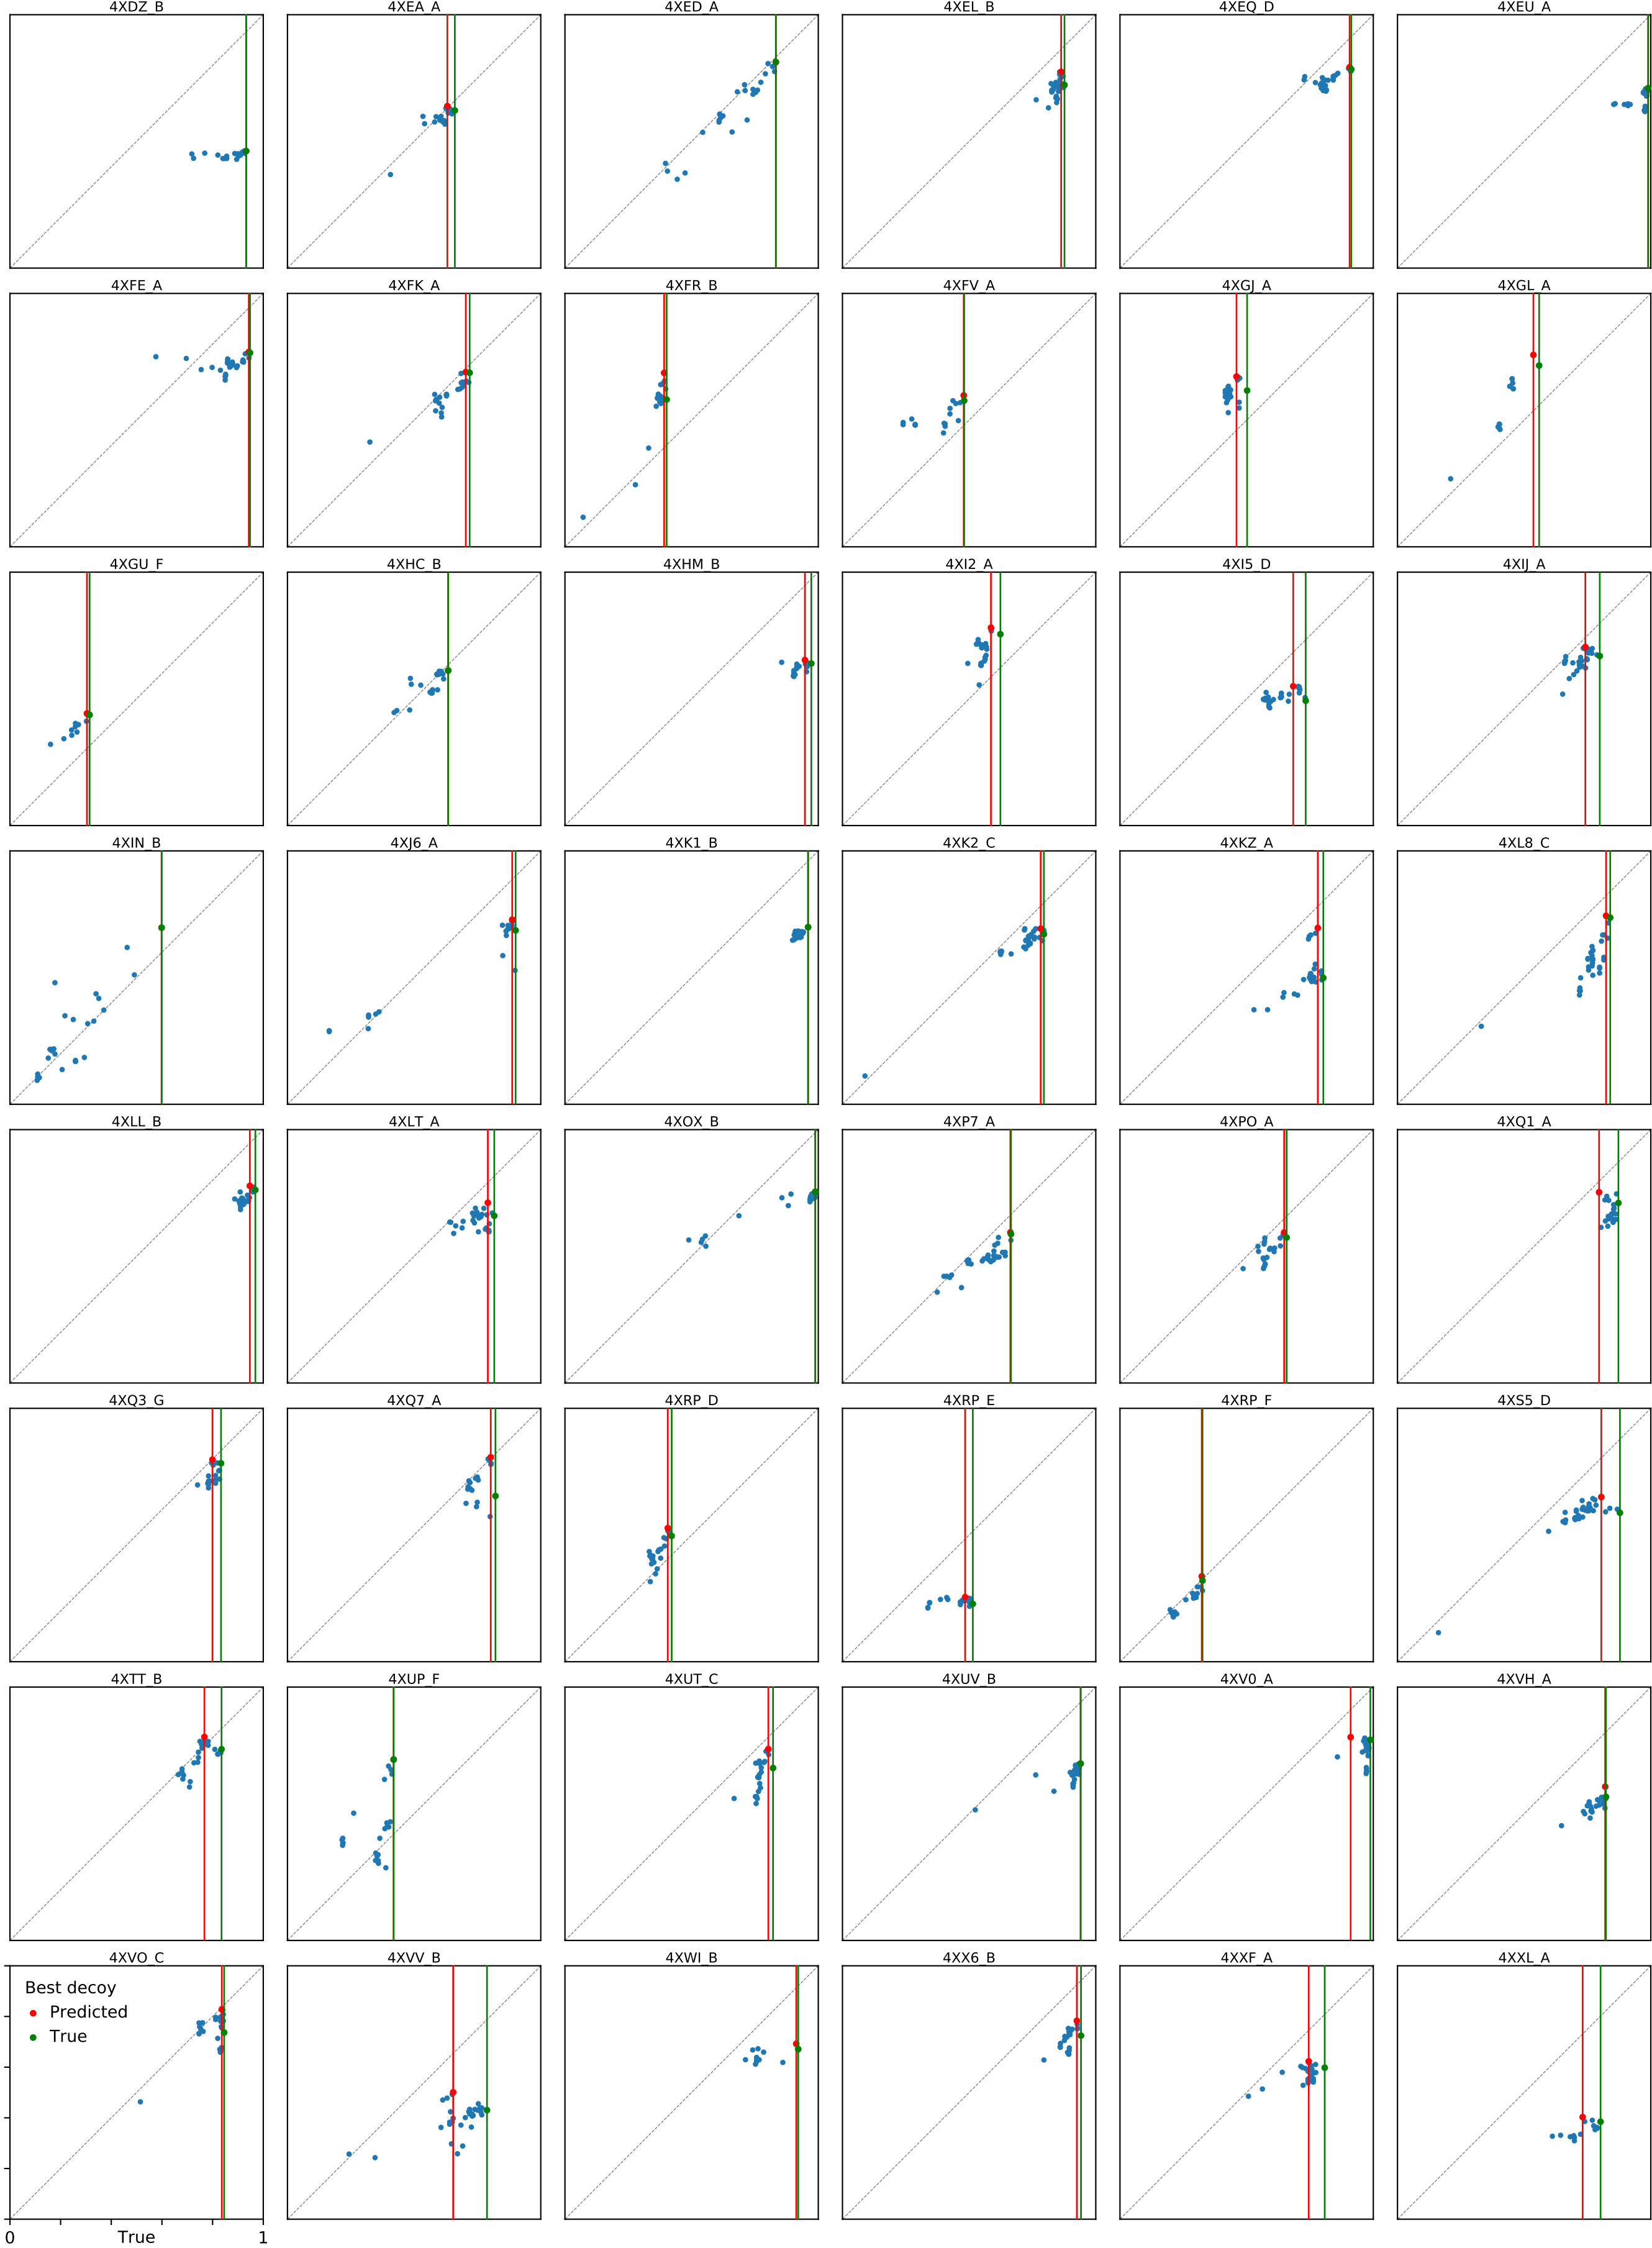 4XDZ_B
4XEA_A
4XED_A
4XEL_B
4XEQ_D
4XEU_A
4XFE_A
4XFK_A
4XFR_B
4XFV_A
4XGJ_A
4XGL_A
4XGU_F
4XHC_B
4XHM_B
4XI2_A
4XI5_D
4XIJ_A
4XIN_B
4XJ6_A
4XK1_B
4XK2_C
4XKZ_A
4XL8_C
4XLL_B
4XLT_A
4XOX_B
4XP7_A
4XPO_A
4XQ1_A
4XQ3_G
4XQ7_A
4XRP_D
4XRP_E
4XRP_F
4XS5_D
4XTT_B
4XUP_F
4XUT_C
4XUV_B
4XV0_A
4XVH_A
4XVO_C
4XVV_B
4XWI_B
4XX6_B
4XXF_A
4XXL_A
Best decoy
Predicted
True
0 True 1